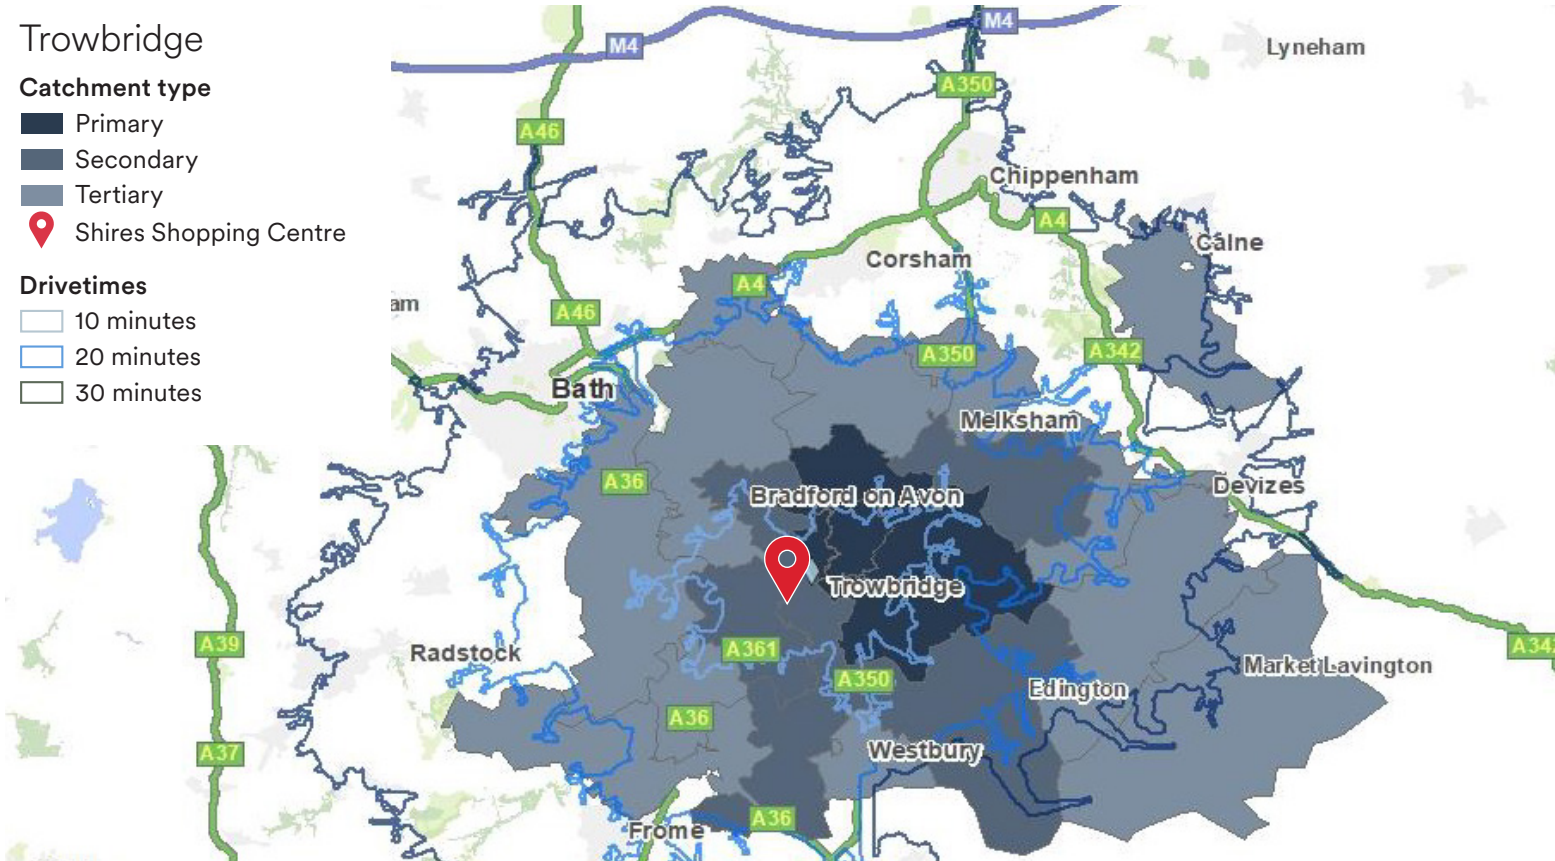 Trowbridge
Catchment type
Primary
Secondary
Tertiary
Shires Shopping Centre
Drivetimes
10 minutes
20 minutes
30 minutes
M4
M4
Lyneham
A350
A46
Chippenham
A4
Calne
Corsham
A4
am
A46
A350
A342
Bath
Melksham
A36
Bradford on Avon
Devizes
Trowbridge
A39
Radstock
A361
A342
Market Lavington
A350
Edington
A36
A37
Westbury
A36
Frome